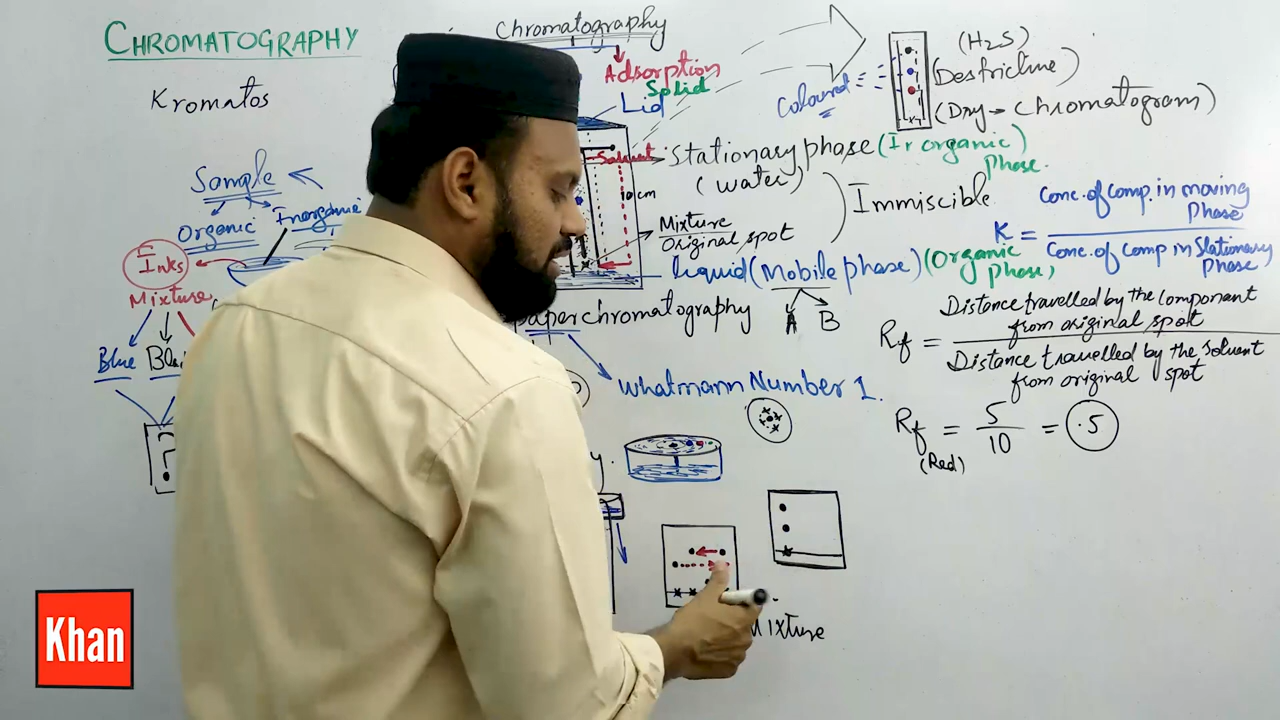 CHROMATOGRAPHY
Kromatos
Sample
Organic
Inorganic
Inks
Mixture
Blue
?
Chromatography
Adsorption
Solid
Lid
Solvent
10 cm
Stationary phase (Inorganic
Phase.
(water)
Immiscible
Mixture
Original spot
liquid (Mobile phase) (Organic
phase,
A B
paper chromatography
whatmann Number 1.
y.
Mixture
Coloured
(H2S)
(Destricture)
(Dry → Chromatogram)
K = Conc. of comp. in moving
Phase
Conc. of Comp in Stationary
Phase
Rf = Distance travelled by the Component
from original spot
Distance travelled by the Solvent
from original spot
Rf = 5 / 10 = .5
(Red)
Khan